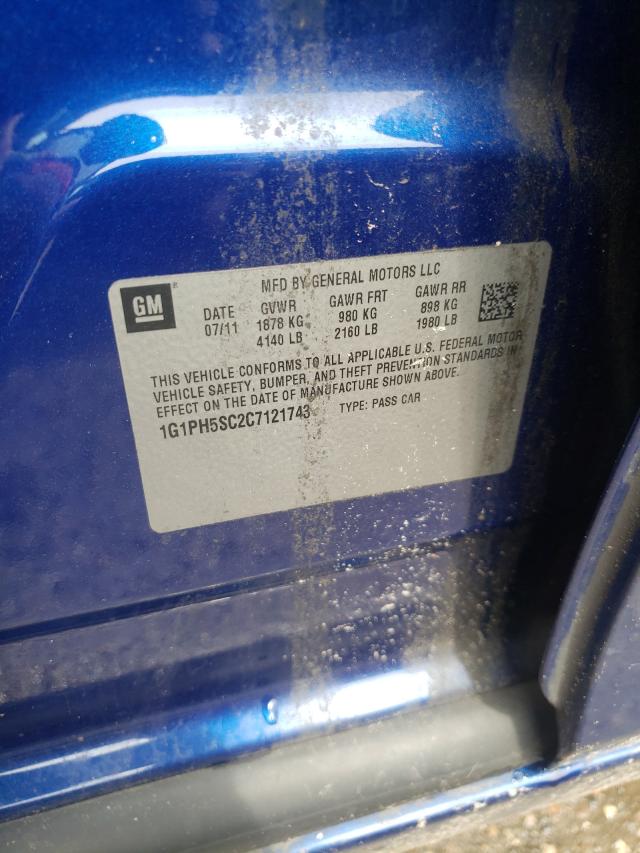 MFD BY GENERAL MOTORS LLC
GM ®
DATE GVWR GAWR FRT GAWR RR
07/11 1878 KG 980 KG 898 KG
4140 LB 2160 LB 1980 LB
THIS VEHICLE CONFORMS TO ALL APPLICABLE U.S. FEDERAL MOTOR
VEHICLE SAFETY, BUMPER, AND THEFT PREVENTION STANDARDS IN
EFFECT ON THE DATE OF MANUFACTURE SHOWN ABOVE.
1G1PH5SC2C7121743 TYPE: PASS CAR